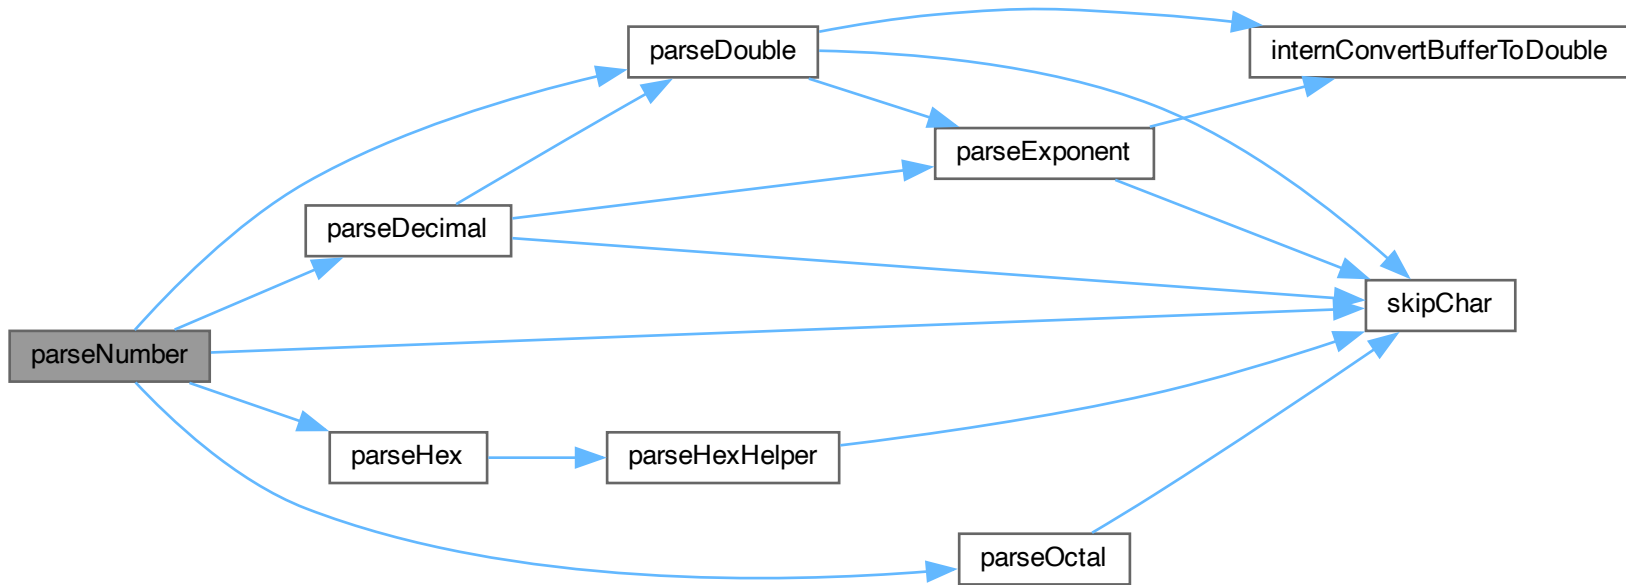 parseDouble
internConvertBufferToDouble
parseExponent
parseDecimal
skipChar
parseNumber
parseHex
parseHexHelper
parseOctal